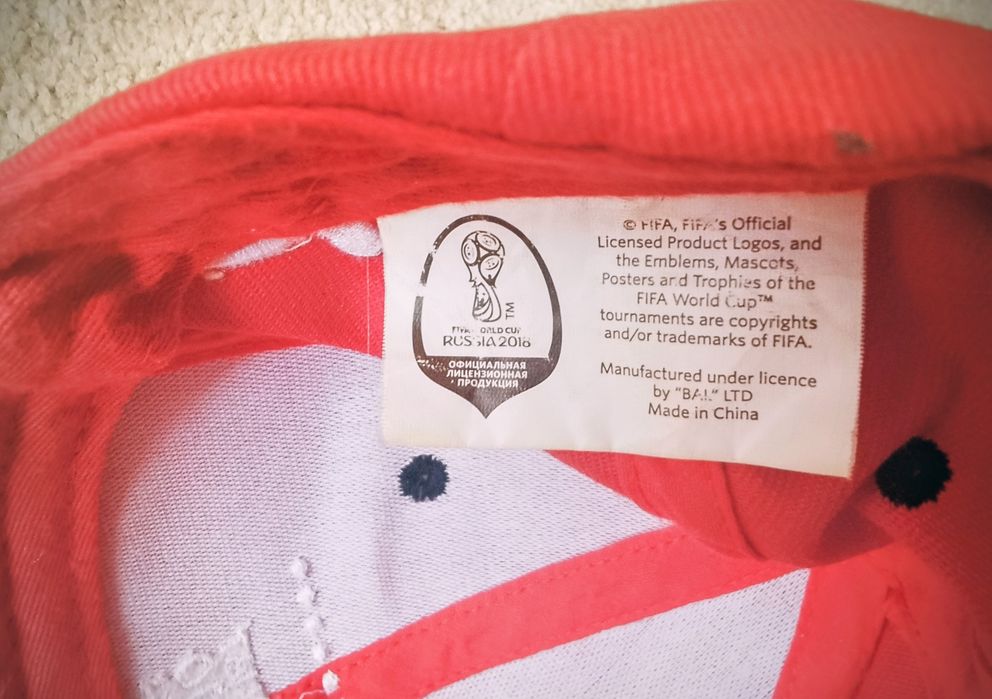 FIFA WORLD CUP
RUSSIA 2018
TM
ОФИЦИАЛЬНАЯ
ЛИЦЕНЗИОННАЯ
ПРОДУКЦИЯ
© FIFA, FIFA's Official
Licensed Product Logos, and
the Emblems, Mascots,
Posters and Trophies of the
FIFA World Cup™
tournaments are copyrights
and/or trademarks of FIFA.
Manufactured under licence
by "BAL" LTD
Made in China